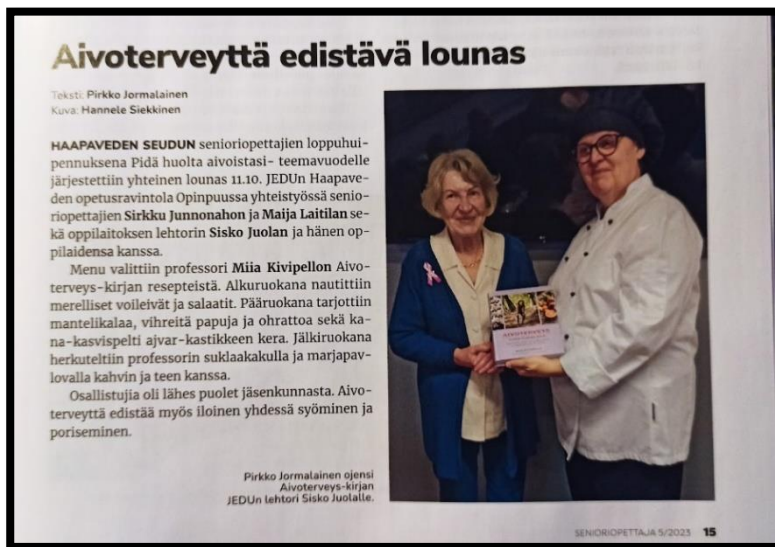 Aivoterveyttä edistävä lounas
Teksti: Pirkko Jormalainen
Kuva: Hannele Siekkinen
HAAPAVEDEN SEUDUN senioriopettajien loppuhui-
pennuksena Pidä huolta aivoistasi- teemavuodelle
järjestettiin yhteinen lounas 11.10. JEDUn Haapave-
den opetusravintola Opinpuussa yhteistyössä senio-
riopettajien Sirkku Junnonahon ja Maija Laitilan se-
kä oppilaitoksen lehtorin Sisko Juolan ja hänen op-
pilaidensa kanssa.
Menu valittiin professori Miia Kivipellon Aivo-
terveys-kirjan resepteistä. Alkuruokana nautittiin
merelliset voileivät ja salaatit. Pääruokana tarjottiin
mantelikalaa, vihreitä papuja ja ohrattoa sekä ka-
na-kasvispelti ajvar-kastikkeen kera. Jälkiruokana
herkuteltiin professorin suklaakakulla ja marjapav-
lovalla kahvin ja teen kanssa.
Osallistujia oli lähes puolet jäsenkunnasta. Aivo-
terveyttä edistää myös iloinen yhdessä syöminen ja
poriseminen.
Pirkko Jormalainen ojensi
Aivoterveys-kirjan
JEDUn lehtori Sisko Juolalle.
AIVOTERVEYS
SENIORIOPETTAJA 5/2023 15